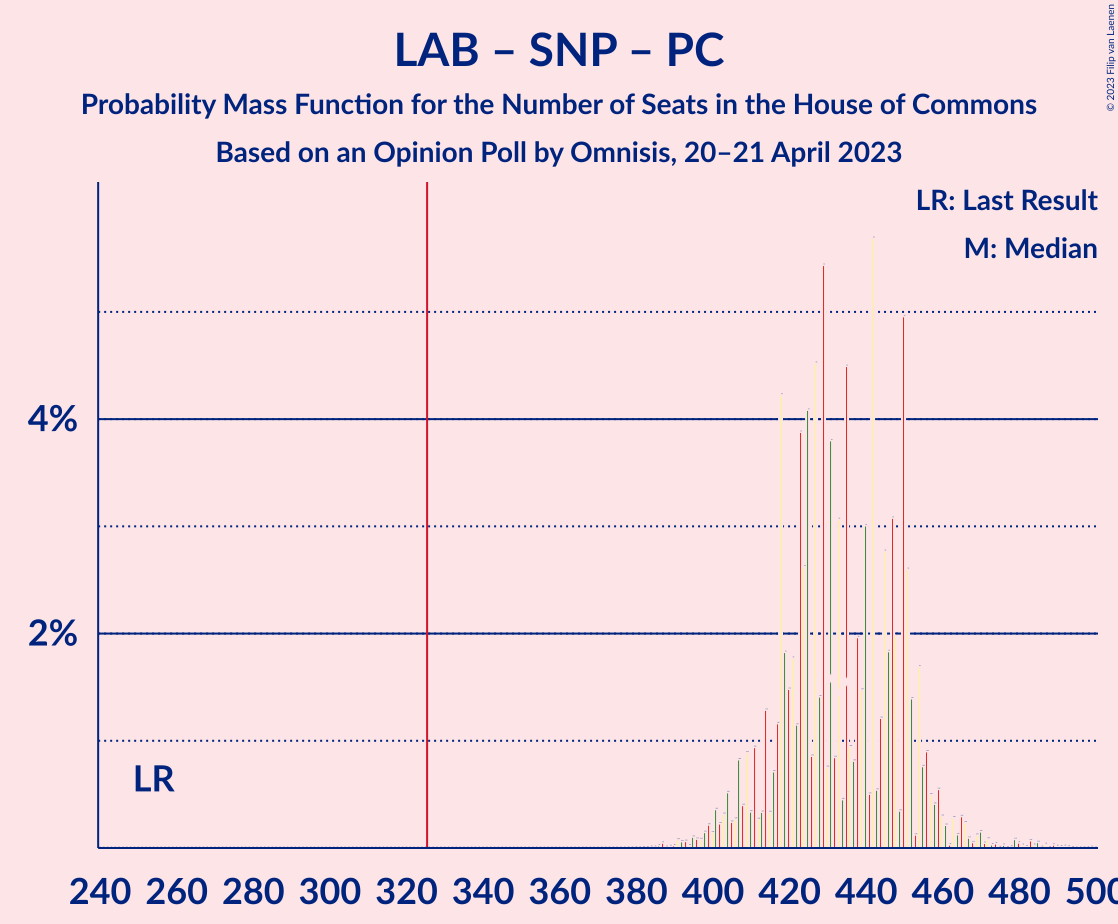 LAB – SNP – PC
Probability Mass Function for the Number of Seats in the House of Commons
Based on an Opinion Poll by Omnisis, 20–21 April 2023
© 2023 Filip van Laenen
LR: Last Result
M: Median
4%
2%
LR
240 260 280 300 320 340 360 380 400 420 440 460 480 500